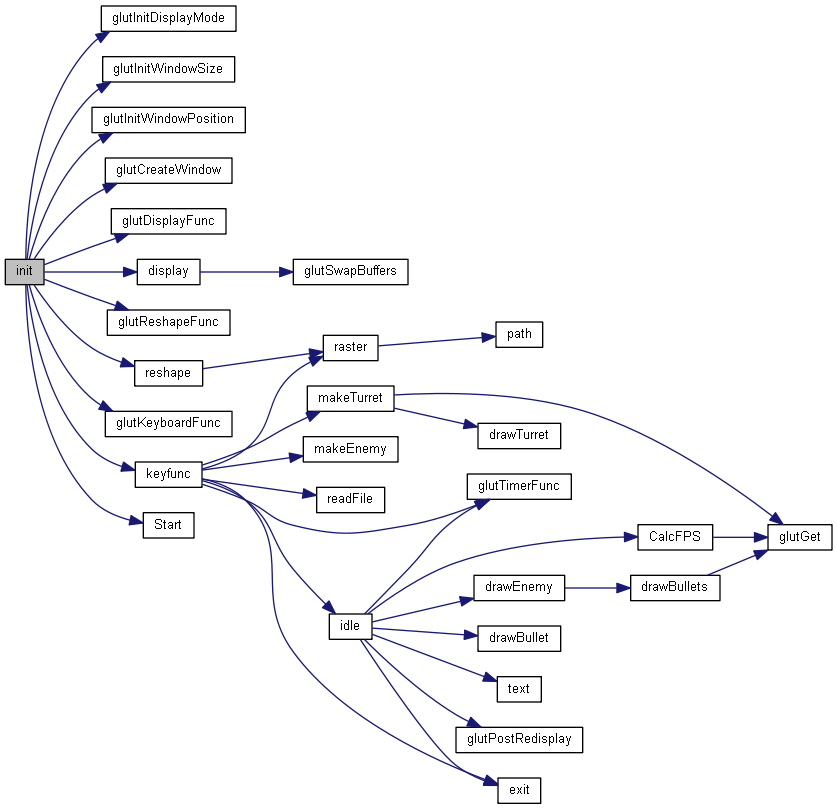 glutInitDisplayMode
glutInitWindowSize
glutInitWindowPosition
glutCreateWindow
glutDisplayFunc
init
display
glutSwapBuffers
glutReshapeFunc
path
raster
reshape
makeTurret
glutKeyboardFunc
drawTurret
makeEnemy
keyfunc
glutTimerFunc
readFile
Start
CalcFPS
glutGet
drawEnemy
drawBullets
idle
drawBullet
text
glutPostRedisplay
exit